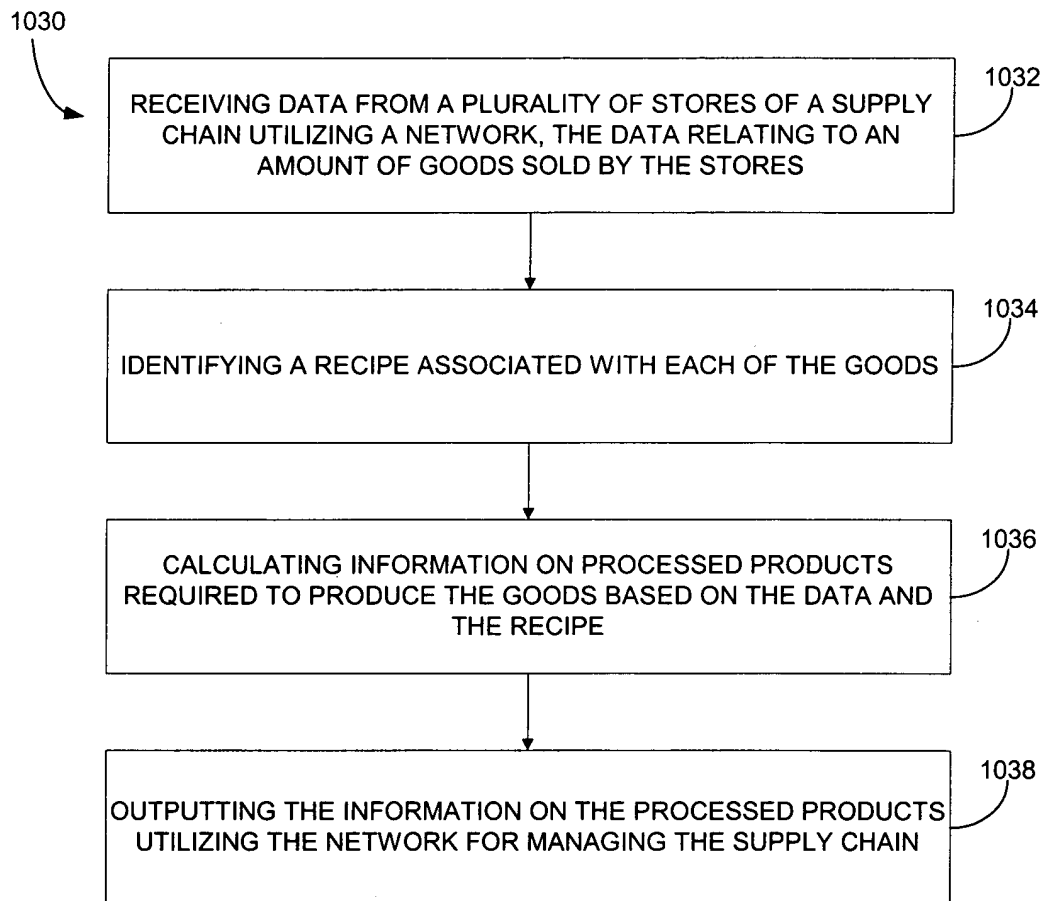 1030
1032
RECEIVING DATA FROM A PLURALITY OF STORES OF A SUPPLY
CHAIN UTILIZING A NETWORK, THE DATA RELATING TO AN
AMOUNT OF GOODS SOLD BY THE STORES
1034
IDENTIFYING A RECIPE ASSOCIATED WITH EACH OF THE GOODS
1036
CALCULATING INFORMATION ON PROCESSED PRODUCTS
REQUIRED TO PRODUCE THE GOODS BASED ON THE DATA AND
THE RECIPE
1038
OUTPUTTING THE INFORMATION ON THE PROCESSED PRODUCTS
UTILIZING THE NETWORK FOR MANAGING THE SUPPLY CHAIN